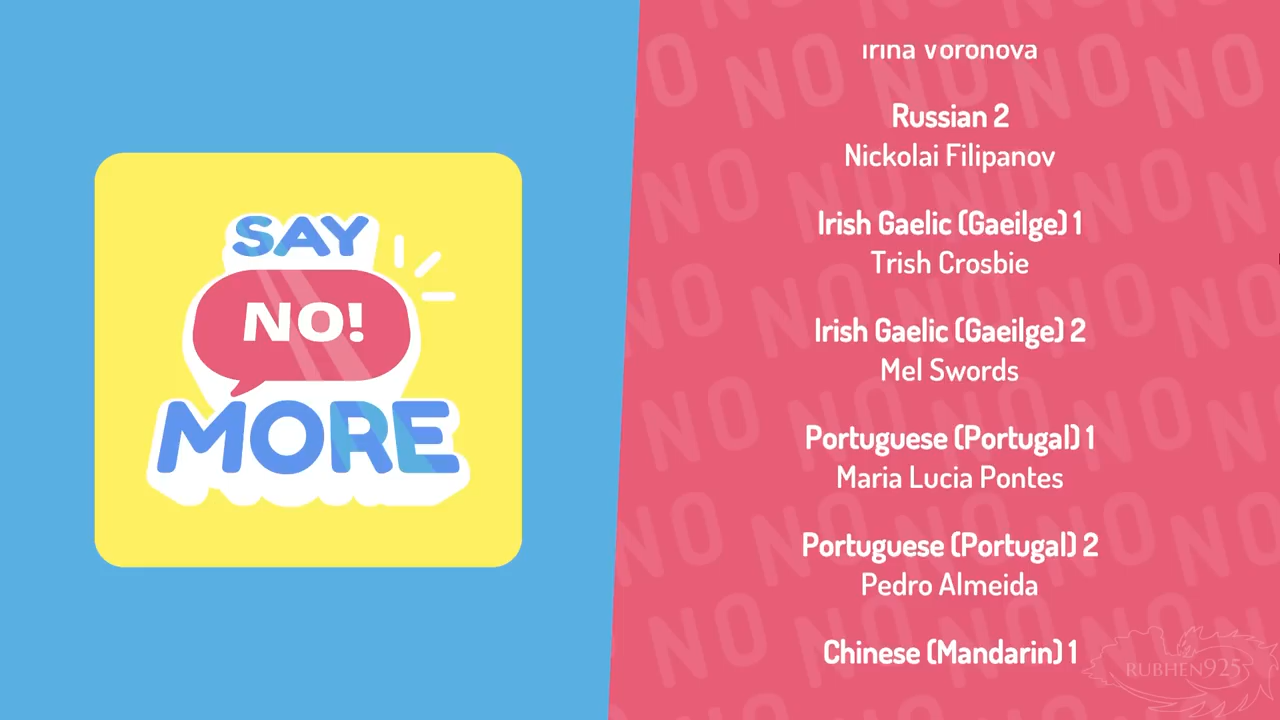 SAY
NO!
MORE
Irina Voronova
Russian 2
Nickolai Filipanov
Irish Gaelic (Gaeilge) 1
Trish Crosbie
Irish Gaelic (Gaeilge) 2
Mel Swords
Portuguese (Portugal) 1
Maria Lucia Pontes
Portuguese (Portugal) 2
Pedro Almeida
Chinese (Mandarin) 1
RUBHEN925